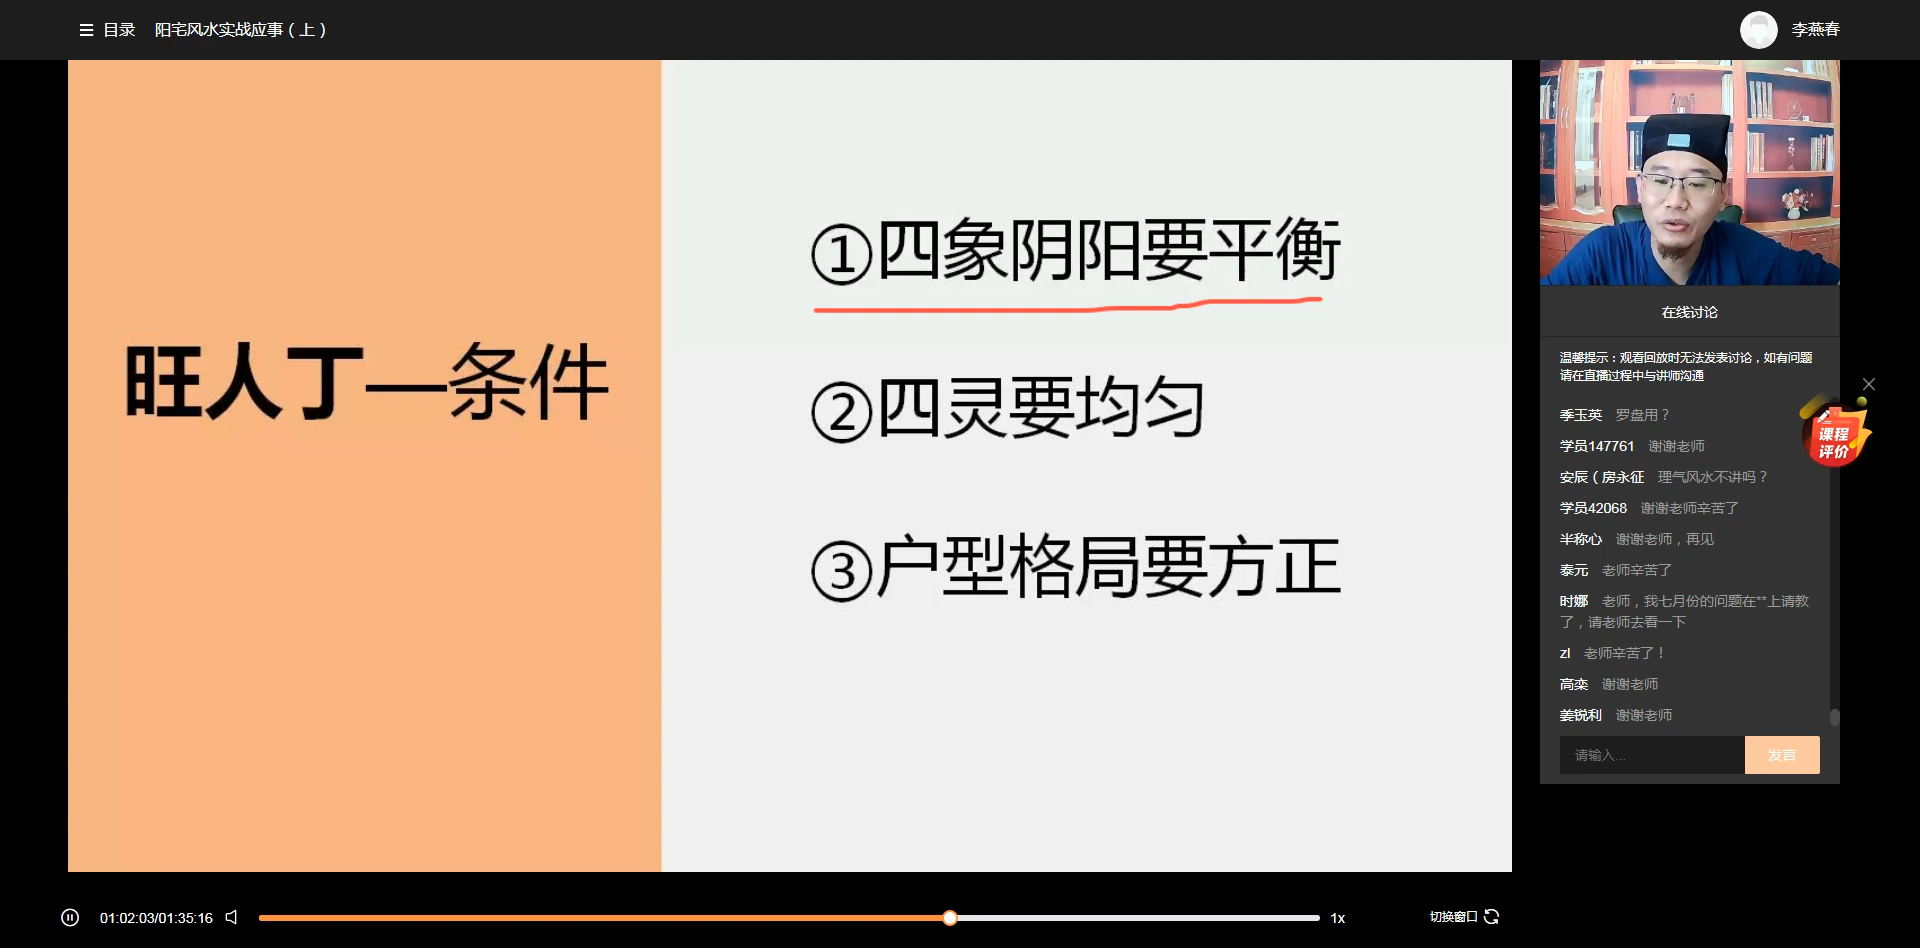 目录 阳宅风水实战应事（上）
李燕春
旺人丁—条件
①四象阴阳要平衡
②四灵要均匀
③户型格局要方正
在线讨论
温馨提示：观看回放时无法发表讨论，如有问题
请在直播过程中与讲师沟通
季玉英 罗盘用？
学员147761 谢谢老师
安辰（房永征 理气风水不讲吗？
学员42068 谢谢老师辛苦了
半称心 谢谢老师，再见
泰元 老师辛苦了
时娜 老师，我七月份的问题在**上请教
了，请老师去看一下
zl 老师辛苦了！
高栾 谢谢老师
姜锐利 谢谢老师
课程
评价
请输入...
发言
01:02:03/01:35:16
1x
切换窗口